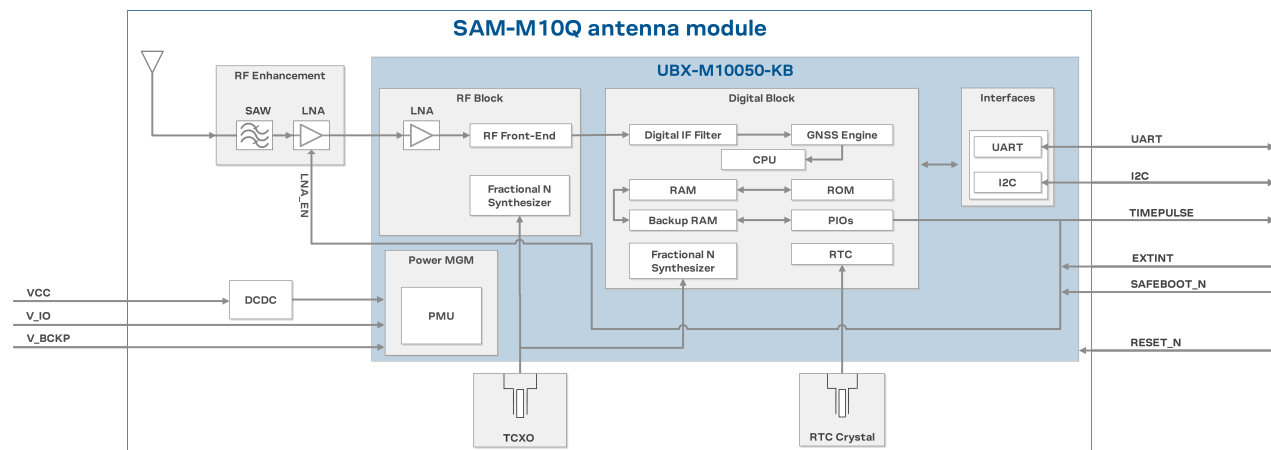 SAM-M10Q antenna module
UBX-M10050-KB
RF Enhancement
SAW
LNA
LNA_EN
RF Block
LNA
RF Front-End
Fractional N
Synthesizer
Digital Block
Digital IF Filter
GNSS Engine
CPU
RAM
ROM
Backup RAM
PIOs
Fractional N
Synthesizer
RTC
Interfaces
UART
I2C
Power MGM
PMU
DCDC
VCC
V_IO
V_BCKP
UART
I2C
TIMEPULSE
EXTINT
SAFEBOOT_N
RESET_N
TCXO
RTC Crystal